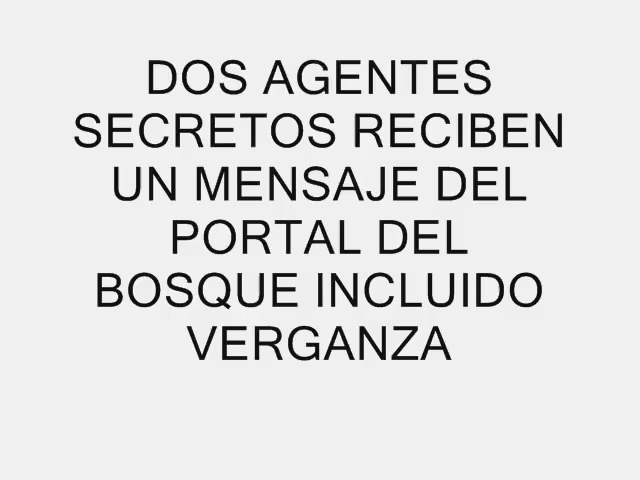 DOS AGENTES
SECRETOS RECIBEN
UN MENSAJE DEL
PORTAL DEL
BOSQUE INCLUIDO
VERGANZA